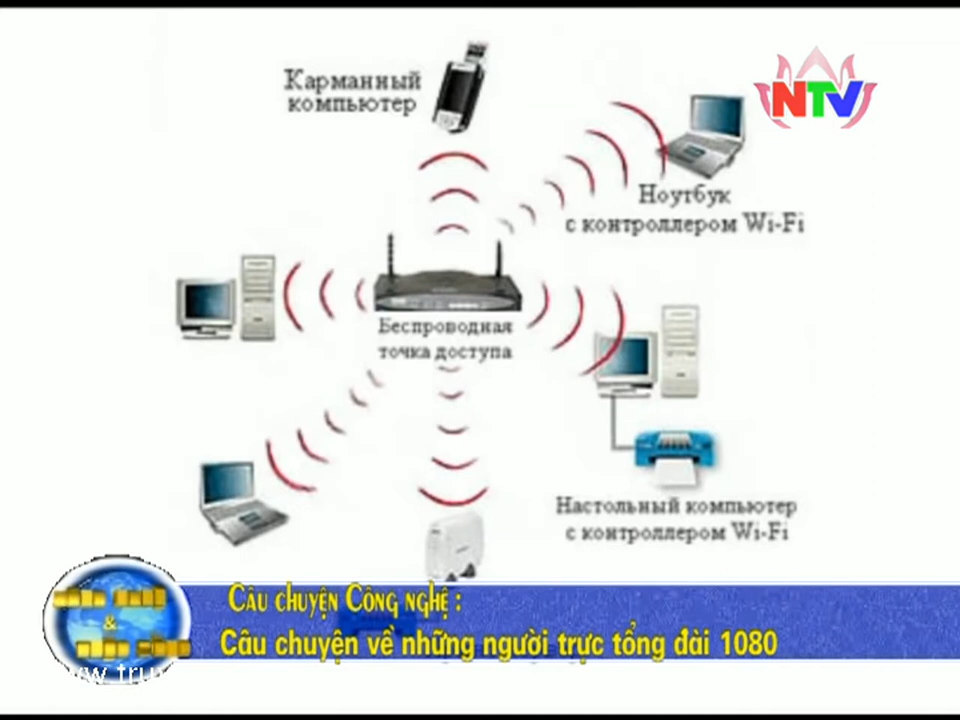 Карманный
компьютер
NTV
Ноутбук
с контроллером Wi-Fi
Беспроводная
точка доступа
Настольный компьютер
с контроллером Wi-Fi
Câu chuyện Công nghệ :
Câu chuyện về những người trực tổng đài 1080
&